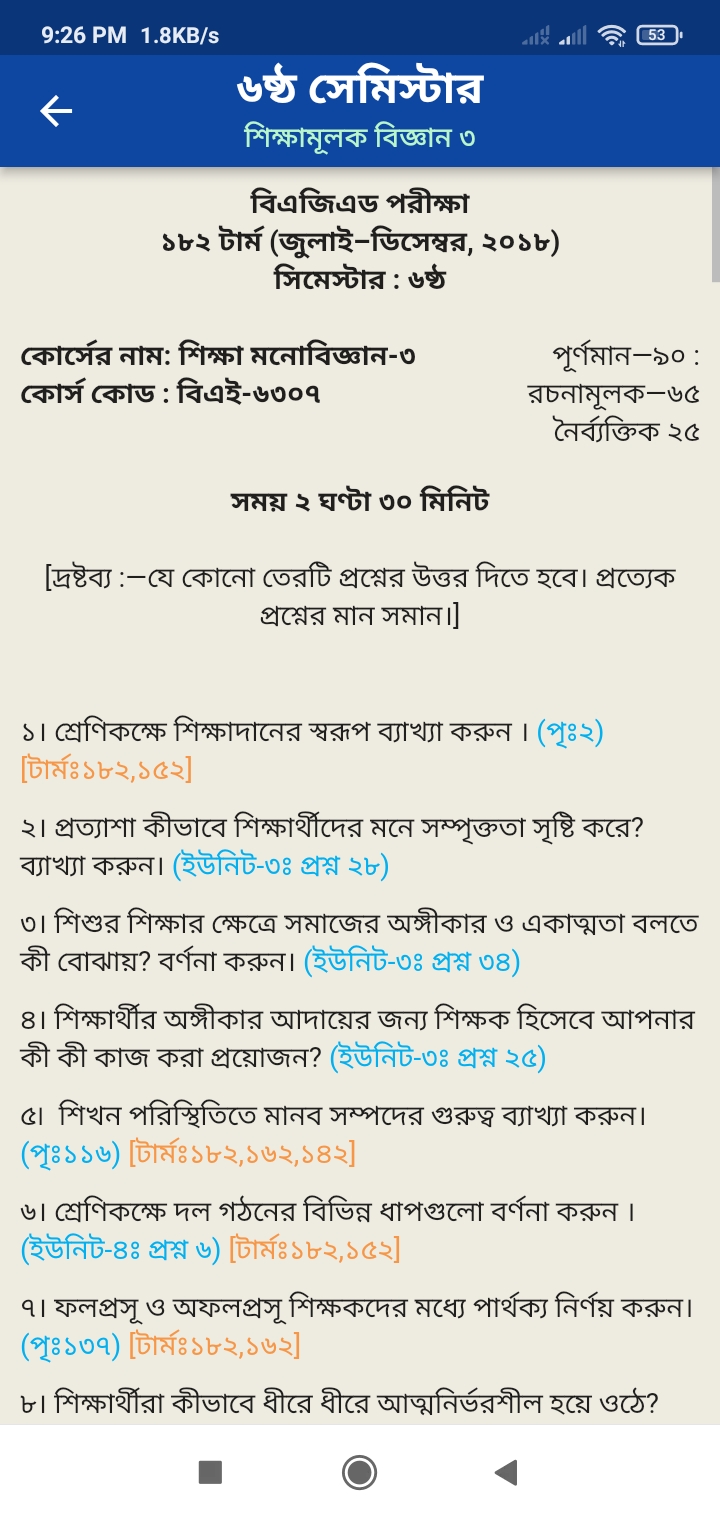 9:26 PM 1.8KB/s 53
৬ষ্ঠ সেমিস্টার
শিক্ষামূলক বিজ্ঞান ৩
বিএজিএড পরীক্ষা
১৮২ টার্ম (জুলাই–ডিসেম্বর, ২০১৮)
সিমেস্টার : ৬ষ্ঠ
কোর্সের নাম: শিক্ষা মনোবিজ্ঞান-৩ পূর্ণমান—৯০ :
কোর্স কোড : বিএই-৬৩০৭ রচনামূলক—৬৫
নৈর্ব্যক্তিক ২৫
সময় ২ ঘণ্টা ৩০ মিনিট
[দ্রষ্টব্য :—যে কোনো তেরটি প্রশ্নের উত্তর দিতে হবে। প্রত্যেক
প্রশ্নের মান সমান।]
১। শ্রেণিকক্ষে শিক্ষাদানের স্বরূপ ব্যাখ্যা করুন । (পৃঃ২)
[টার্মঃ১৮২,১৫২]
২। প্রত্যাশা কীভাবে শিক্ষার্থীদের মনে সম্পৃক্ততা সৃষ্টি করে?
ব্যাখ্যা করুন। (ইউনিট-৩ঃ প্রশ্ন ২৮)
৩। শিশুর শিক্ষার ক্ষেত্রে সমাজের অঙ্গীকার ও একাত্মতা বলতে
কী বোঝায়? বর্ণনা করুন। (ইউনিট-৩ঃ প্রশ্ন ৩৪)
৪। শিক্ষার্থীর অঙ্গীকার আদায়ের জন্য শিক্ষক হিসেবে আপনার
কী কী কাজ করা প্রয়োজন? (ইউনিট-৩ঃ প্রশ্ন ২৫)
৫। শিখন পরিস্থিতিতে মানব সম্পদের গুরুত্ব ব্যাখ্যা করুন।
(পৃঃ১১৬) [টার্মঃ১৮২,১৬২,১৪২]
৬। শ্রেণিকক্ষে দল গঠনের বিভিন্ন ধাপগুলো বর্ণনা করুন ।
(ইউনিট-৪ঃ প্রশ্ন ৬) [টার্মঃ১৮২,১৫২]
৭। ফলপ্রসূ ও অফলপ্রসূ শিক্ষকদের মধ্যে পার্থক্য নির্ণয় করুন।
(পৃঃ১৩৭) [টার্মঃ১৮২,১৬২]
৮। শিক্ষার্থীরা কীভাবে ধীরে ধীরে আত্মনির্ভরশীল হয়ে ওঠে?